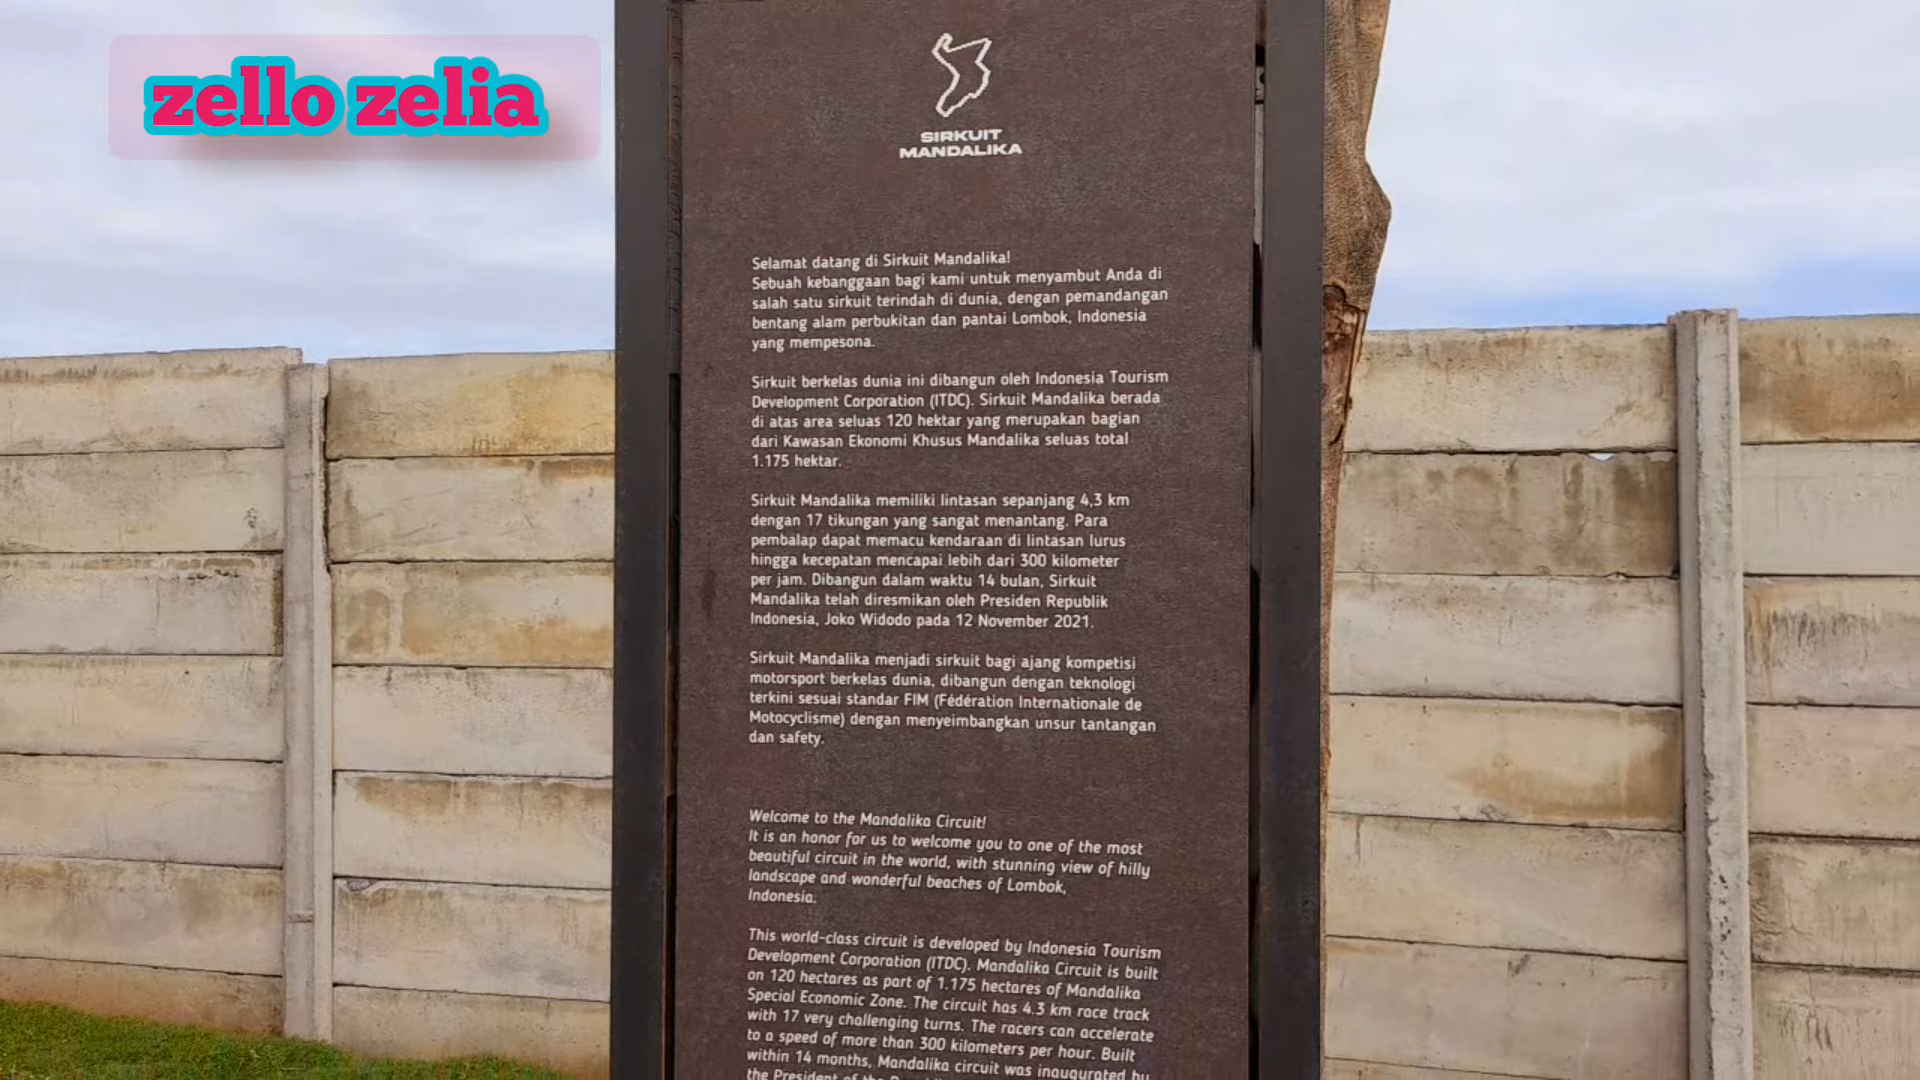 zello zelia
SIRKUIT
MANDALIKA
Selamat datang di Sirkuit Mandalika!
Sebuah kebanggaan bagi kami untuk menyambut Anda di
salah satu sirkuit terindah di dunia, dengan pemandangan
bentang alam perbukitan dan pantai Lombok, Indonesia
yang mempesona.
Sirkuit berkelas dunia ini dibangun oleh Indonesia Tourism
Development Corporation (ITDC). Sirkuit Mandalika berada
di atas area seluas 120 hektar yang merupakan bagian
dari Kawasan Ekonomi Khusus Mandalika seluas total
1.175 hektar.
Sirkuit Mandalika memiliki lintasan sepanjang 4,3 km
dengan 17 tikungan yang sangat menantang. Para
pembalap dapat memacu kendaraan di lintasan lurus
hingga kecepatan mencapai lebih dari 300 kilometer
per jam. Dibangun dalam waktu 14 bulan, Sirkuit
Mandalika telah diresmikan oleh Presiden Republik
Indonesia, Joko Widodo pada 12 November 2021.
Sirkuit Mandalika menjadi sirkuit bagi ajang kompetisi
motorsport berkelas dunia, dibangun dengan teknologi
terkini sesuai standar FIM (Fédération Internationale de
Motocyclisme) dengan menyeimbangkan unsur tantangan
dan safety.
Welcome to the Mandalika Circuit!
It is an honor for us to welcome you to one of the most
beautiful circuit in the world, with stunning view of hilly
landscape and wonderful beaches of Lombok,
Indonesia.
This world-class circuit is developed by Indonesia Tourism
Development Corporation (ITDC). Mandalika Circuit is built
on 120 hectares as part of 1.175 hectares of Mandalika
Special Economic Zone. The circuit has 4.3 km race track
with 17 very challenging turns. The racers can accelerate
to a speed of more than 300 kilometers per hour. Built
within 14 months, Mandalika circuit was inaugurated by
the President of the